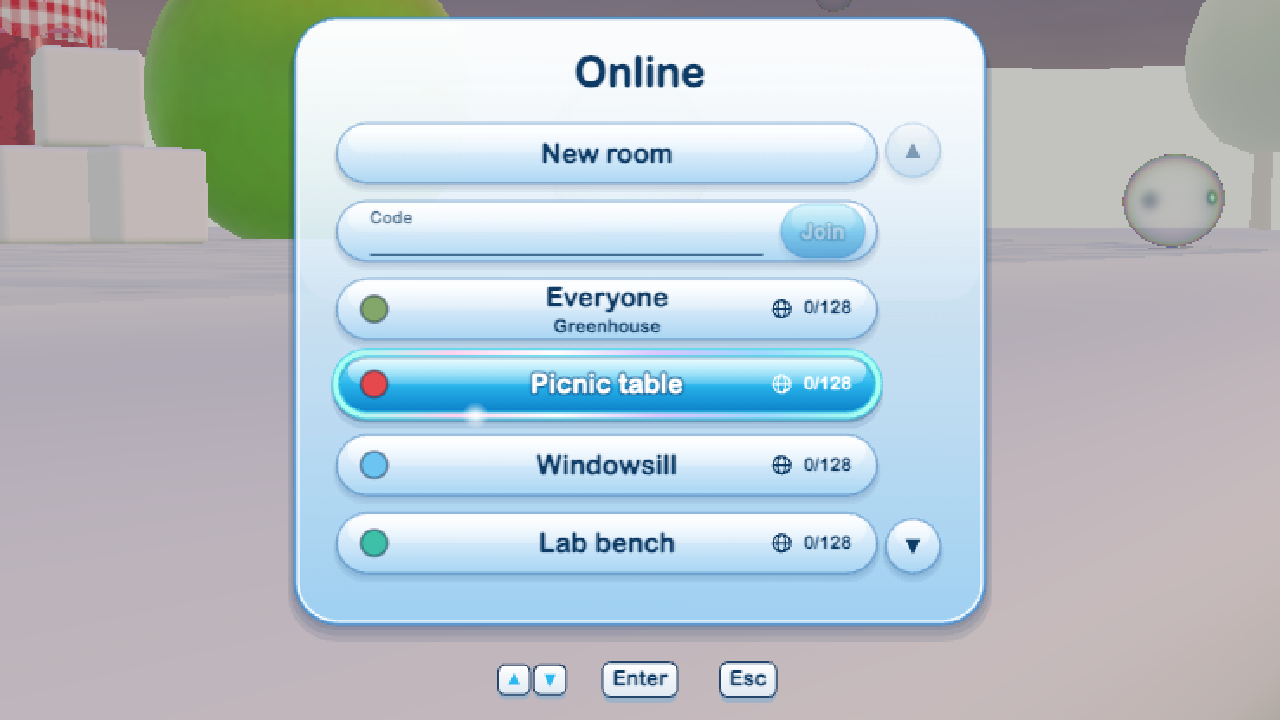 Online
New room
Code
Join
Everyone
0/128
Greenhouse
Picnic table
0/128
Windowsill
0/128
Lab bench
0/128
Enter
Esc